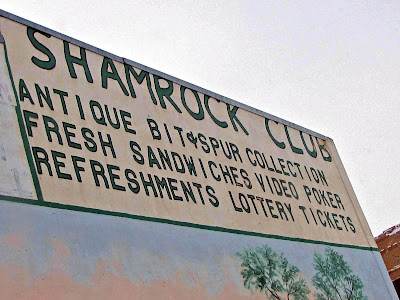 SHAMROCK CLUB
ANTIQUE BIT&SPUR COLLECTION
FRESH SANDWICHES VIDEO POKER
REFRESHMENTS LOTTERY TICKETS